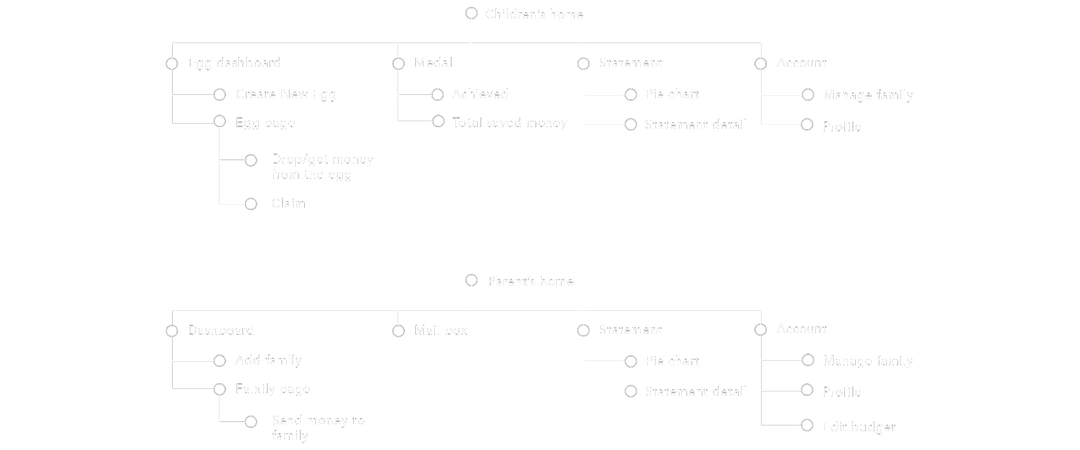 Children's home
Egg dashboard
Medal
Statement
Account
Create New Egg
Achieved
Pie chart
Manage family
Egg page
Total saved money
Statement detail
Profile
Drop/get money
from the egg
Claim
Parent's home
Dashboard
Mail box
Statement
Account
Add family
Pie chart
Manage family
Family page
Statement detail
Profile
Send money to
family
Edit budget